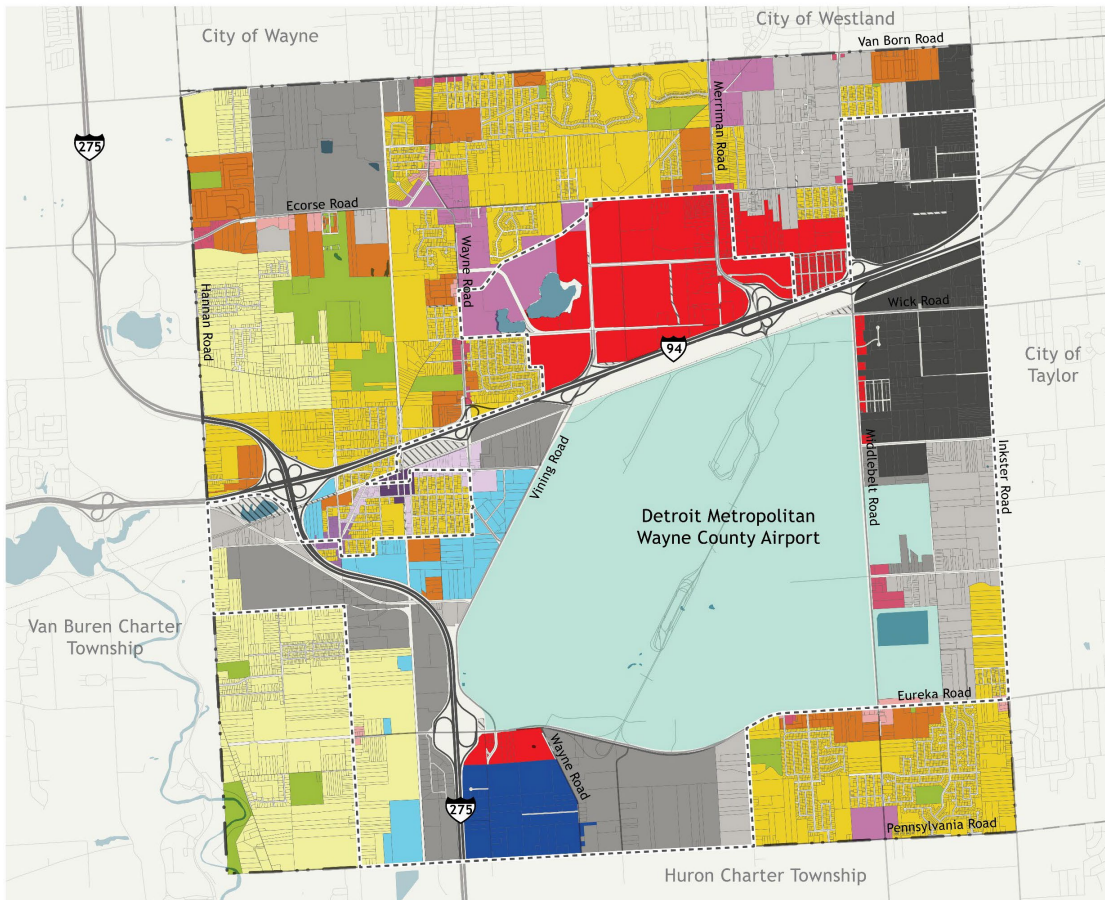 City of Wayne
City of Westland
Van Born Road
275
Merriman Road
Ecorse Road
Wayne Road
Hannan Road
Wick Road
94
City of
Taylor
Vining Road
Middlebelt Road
Inkster Road
Detroit Metropolitan
Wayne County Airport
Van Buren Charter
Township
Eureka Road
Wayne Road
275
Pennsylvania Road
Huron Charter Township